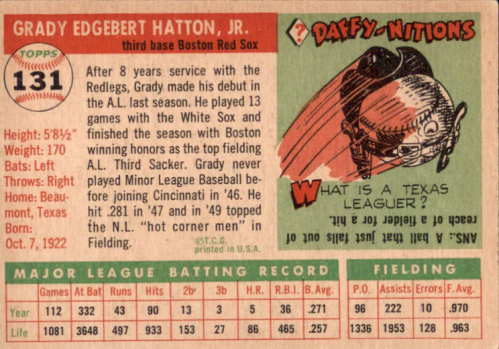 GRADY EDGEBERT HATTON, JR.
third base Boston Red Sox
TOPPS
131
Height: 5'8½"
Weight: 170
Bats: Left
Throws: Right
Home: Beau-
mont, Texas
Born:
Oct. 7, 1922
After 8 years service with the
Redlegs, Grady made his debut in
the A.L. last season. He played 13
games with the White Sox and
finished the season with Boston
winning honors as the top fielding
A.L. Third Sacker. Grady never
played Minor League Baseball be
fore joining Cincinnati in '46. He
hit .281 in '47 and in '49 topped
the N.L. "hot corner men" in
Fielding.
©T.C.G.
printed in U.S.A.
? DAFFY-NITIONS
WHAT IS A TEXAS
LEAGUER?
ANS.: A ball that just falls out of
reach of a fielder for a hit.
MAJOR LEAGUE BATTING RECORD FIELDING
Games At Bat Runs Hits 2b 3b H.R. R.B.I. B.Avg. P.O. Assists Errors F.Avg.
Year 112 332 43 90 13 3 5 36 .271 96 222 10 .970
Life 1081 3648 497 933 153 27 86 465 .257 1336 1953 128 .963